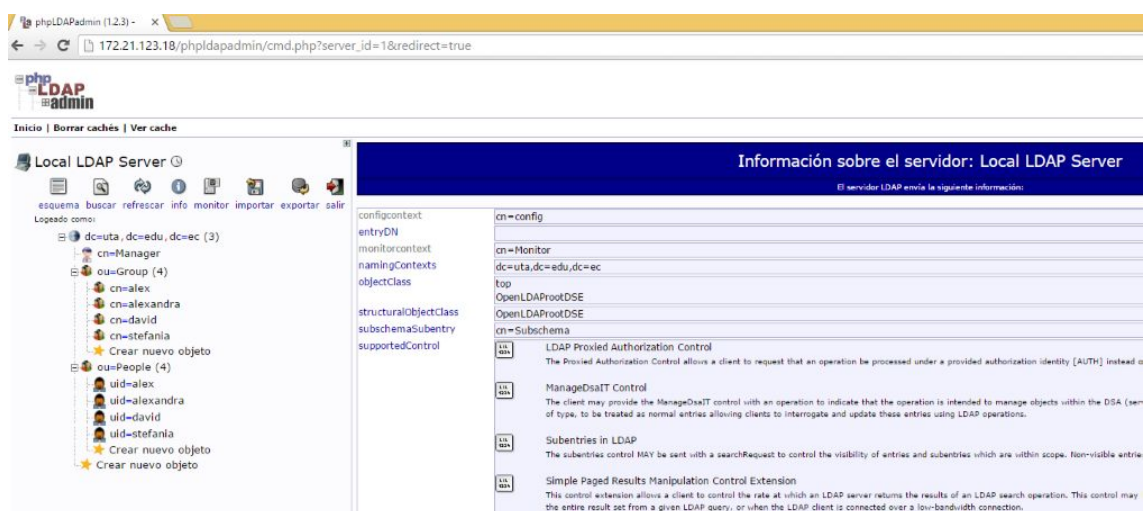 phpLDAPadmin (1.2.3) -
172.21.123.18/phpldapadmin/cmd.php?server_id=1&redirect=true
php
LDAP
admin
Inicio | Borrar cachés | Ver cache
Local LDAP Server
esquema buscar refrescar info monitor importar exportar salir
Logeado como:
dc=uta,dc=edu,dc=ec (3)
cn=Manager
ou=Group (4)
cn=alex
cn=alexandra
cn=david
cn=stefania
Crear nuevo objeto
ou=People (4)
uid=alex
uid=alexandra
uid=david
uid=stefania
Crear nuevo objeto
Crear nuevo objeto
Información sobre el servidor: Local LDAP Server
El servidor LDAP envía la siguiente información:
configcontext cn=config
entryDN
monitorcontext cn=Monitor
namingContexts dc=uta,dc=edu,dc=ec
objectClass top
OpenLDAProotDSE
structuralObjectClass OpenLDAProotDSE
subschemaSubentry cn=Subschema
supportedControl LDAP Proxied Authorization Control
The Proxied Authorization Control allows a client to request that an operation be processed under a provided authorization identity [AUTH] instead
ManageDsaIT Control
The client may provide the ManageDsaIT control with an operation to indicate that the operation is intended to manage objects within the DSA
of type, to be treated as normal entries allowing clients to interrogate and update these entries using LDAP operations.
Subentries in LDAP
The subentries control MAY be sent with a searchRequest to control the visibility of entries and subentries which are within scope. Non-visible entries
Simple Paged Results Manipulation Control Extension
This control extension allows a client to control the rate at which an LDAP server returns the results of an LDAP search operation. This control may
the entire result set from a given LDAP query, or when the LDAP client is connected over a low-bandwidth connection.